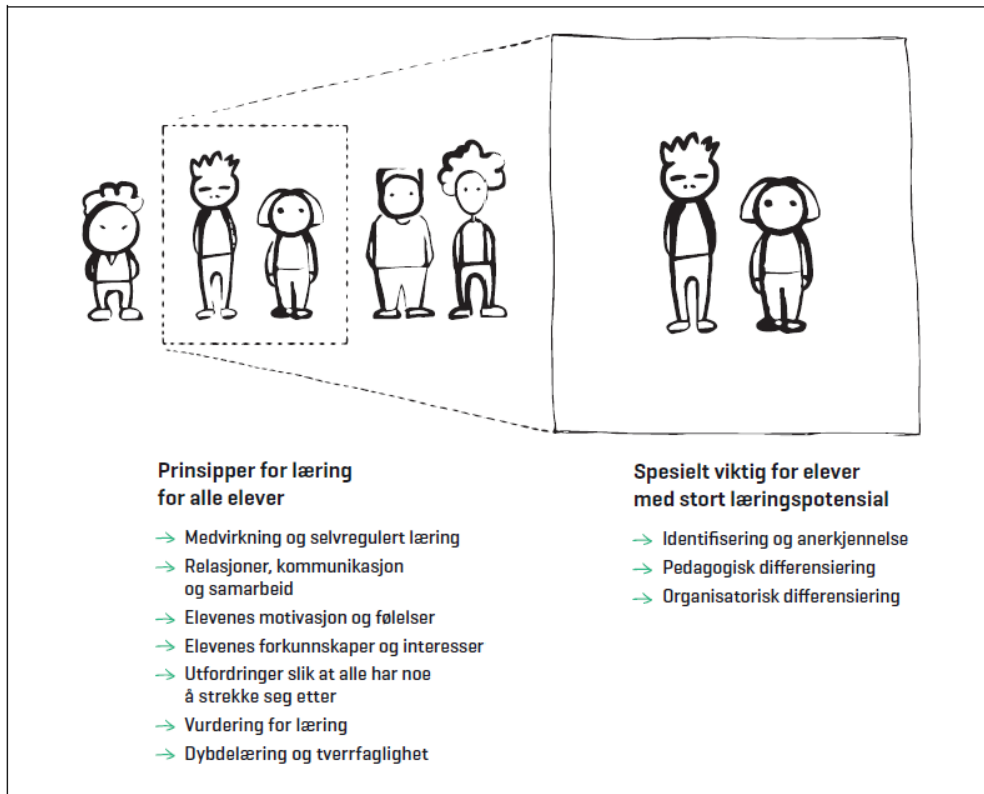 Prinsipper for læring
for alle elever
→ Medvirkning og selvregulert læring
→ Relasjoner, kommunikasjon
og samarbeid
→ Elevenes motivasjon og følelser
→ Elevenes forkunnskaper og interesser
→ Utfordringer slik at alle har noe
å strekke seg etter
→ Vurdering for læring
→ Dybdelæring og tverrfaglighet
Spesielt viktig for elever
med stort læringspotensial
→ Identifisering og anerkjennelse
→ Pedagogisk differensiering
→ Organisatorisk differensiering